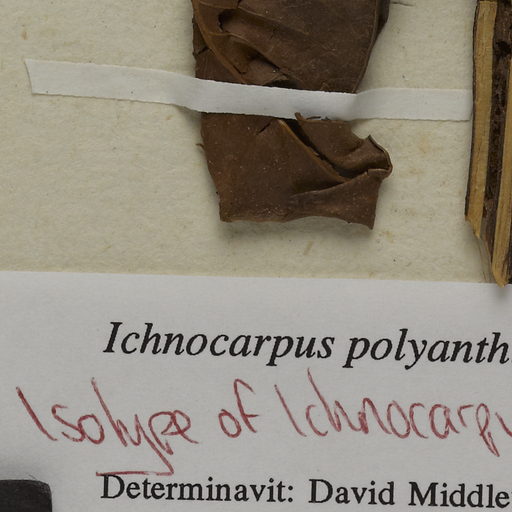 Ichnocarpus polyanth
Isotype of Ichnocarpu
Determinavit: David Middle